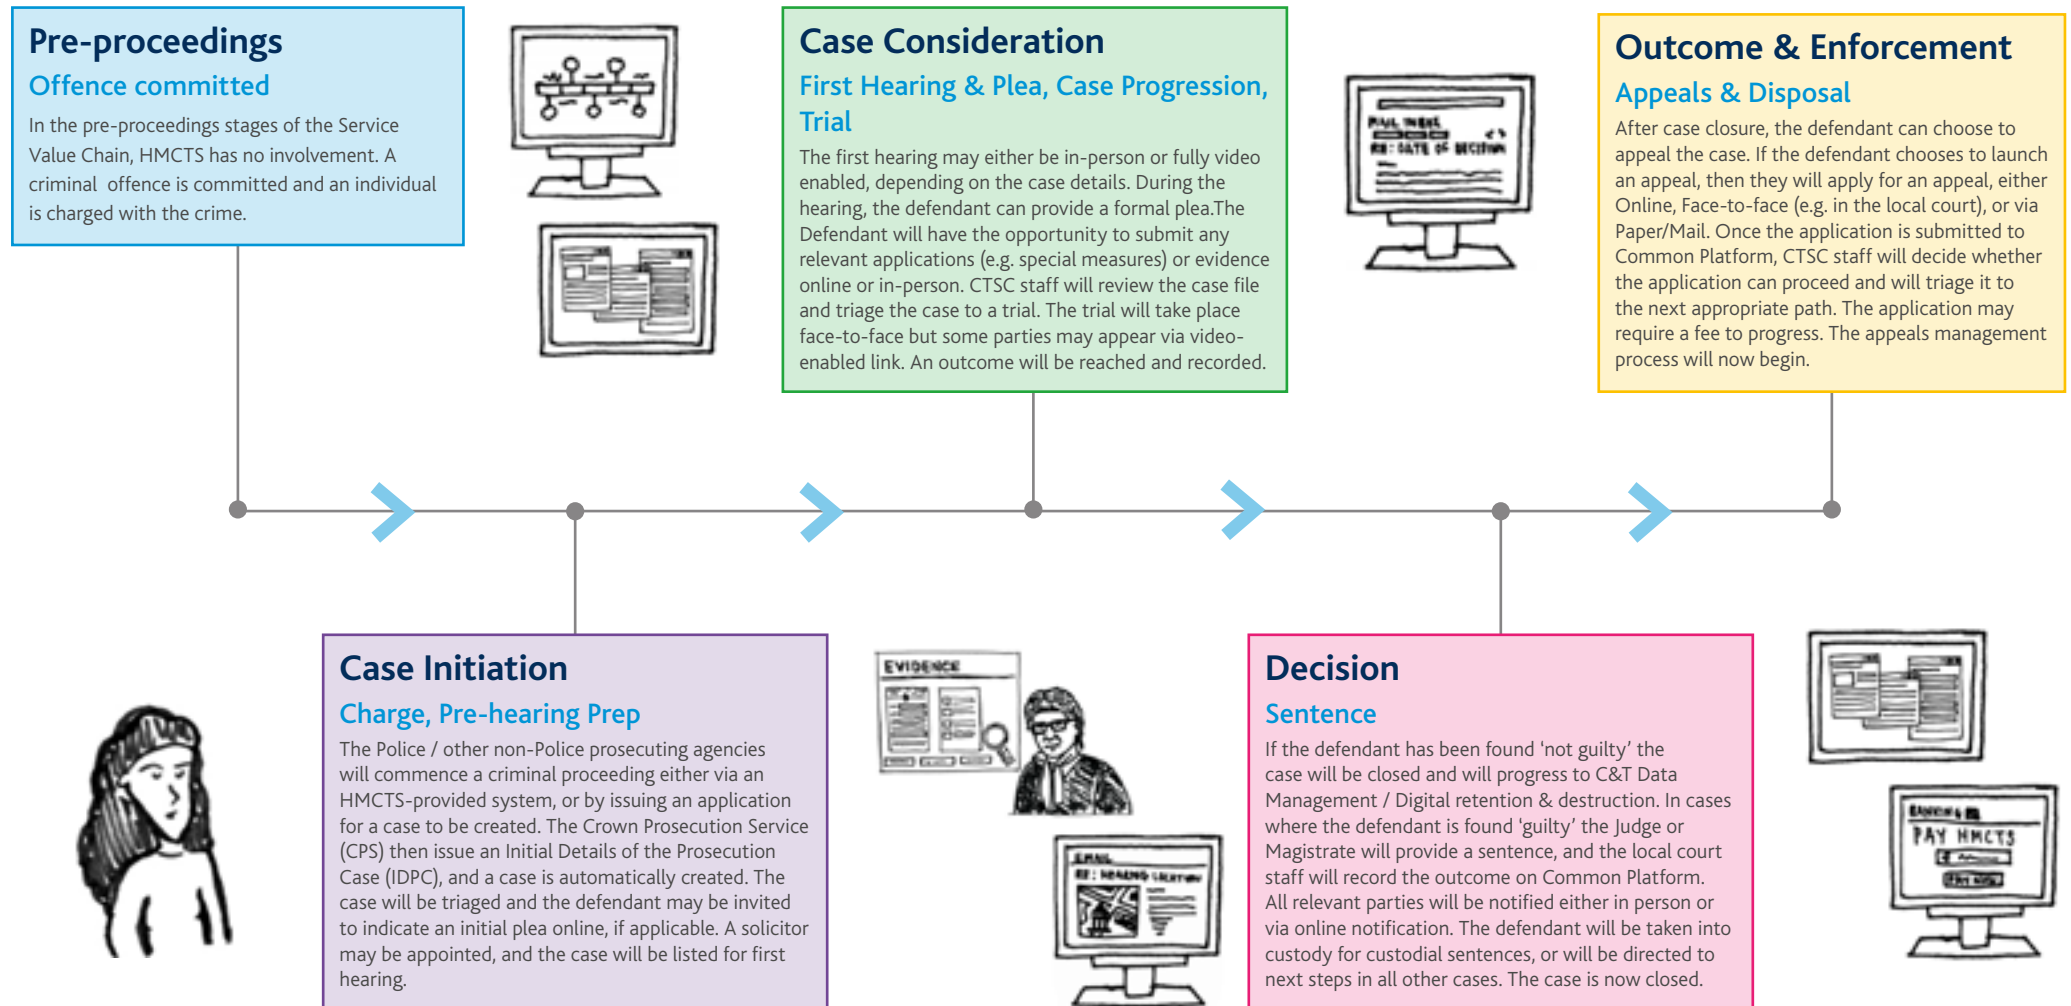 Pre-proceedings
Offence committed
In the pre-proceedings stages of the Service
Value Chain, HMCTS has no involvement. A
criminal offence is committed and an individual
is charged with the crime.
Case Initiation
Charge, Pre-hearing Prep
The Police / other non-Police prosecuting agencies
will commence a criminal proceeding either via an
HMCTS-provided system, or by issuing an application
for a case to be created. The Crown Prosecution Service
(CPS) then issue an Initial Details of the Prosecution
Case (IDPC), and a case is automatically created. The
case will be triaged and the defendant may be invited
to indicate an initial plea online, if applicable. A solicitor
may be appointed, and the case will be listed for first
hearing.
Case Consideration
First Hearing & Plea, Case Progression,
Trial
The first hearing may either be in-person or fully video
enabled, depending on the case details. During the
hearing, the defendant can provide a formal plea.The
Defendant will have the opportunity to submit any
relevant applications (e.g. special measures) or evidence
online or in-person. CTSC staff will review the case file
and triage the case to a trial. The trial will take place
face-to-face but some parties may appear via video-
enabled link. An outcome will be reached and recorded.
EVIDENCE
EMAIL
RE: HEARING LOCATION
RE: DATE OF DECISION
Decision
Sentence
If the defendant has been found ‘not guilty’ the
case will be closed and will progress to C&T Data
Management / Digital retention & destruction. In cases
where the defendant is found ‘guilty’ the Judge or
Magistrate will provide a sentence, and the local court
staff will record the outcome on Common Platform.
All relevant parties will be notified either in person or
via online notification. The defendant will be taken into
custody for custodial sentences, or will be directed to
next steps in all other cases. The case is now closed.
Outcome & Enforcement
Appeals & Disposal
After case closure, the defendant can choose to
appeal the case. If the defendant chooses to launch
an appeal, then they will apply for an appeal, either
Online, Face-to-face (e.g. in the local court), or via
Paper/Mail. Once the application is submitted to
Common Platform, CTSC staff will decide whether
the application can proceed and will triage it to
the next appropriate path. The application may
require a fee to progress. The appeals management
process will now begin.
BANKING
PAY HMCTS
PAY NOW